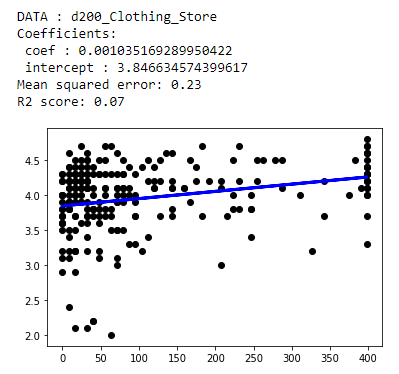 DATA : d200_Clothing_Store
Coefficients:
coef : 0.001035169289950422
intercept : 3.846634574399617
Mean squared error: 0.23
R2 score: 0.07
4.5
4.0
3.5
3.0
2.5
2.0
0 50 100 150 200 250 300 350 400